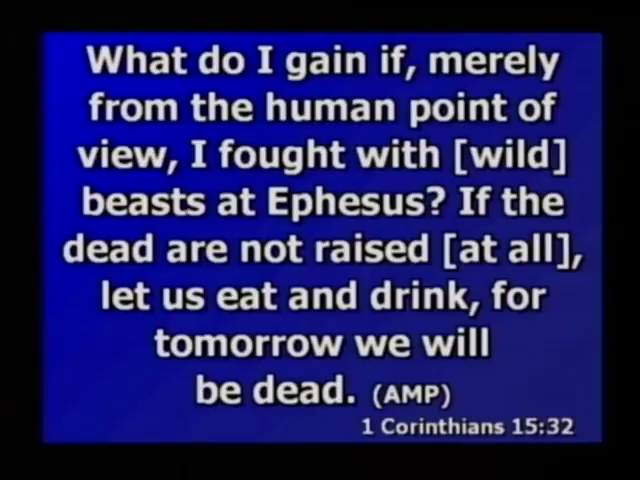 What do I gain if, merely
from the human point of
view, I fought with [wild]
beasts at Ephesus? If the
dead are not raised [at all],
let us eat and drink, for
tomorrow we will
be dead. (AMP)
1 Corinthians 15:32